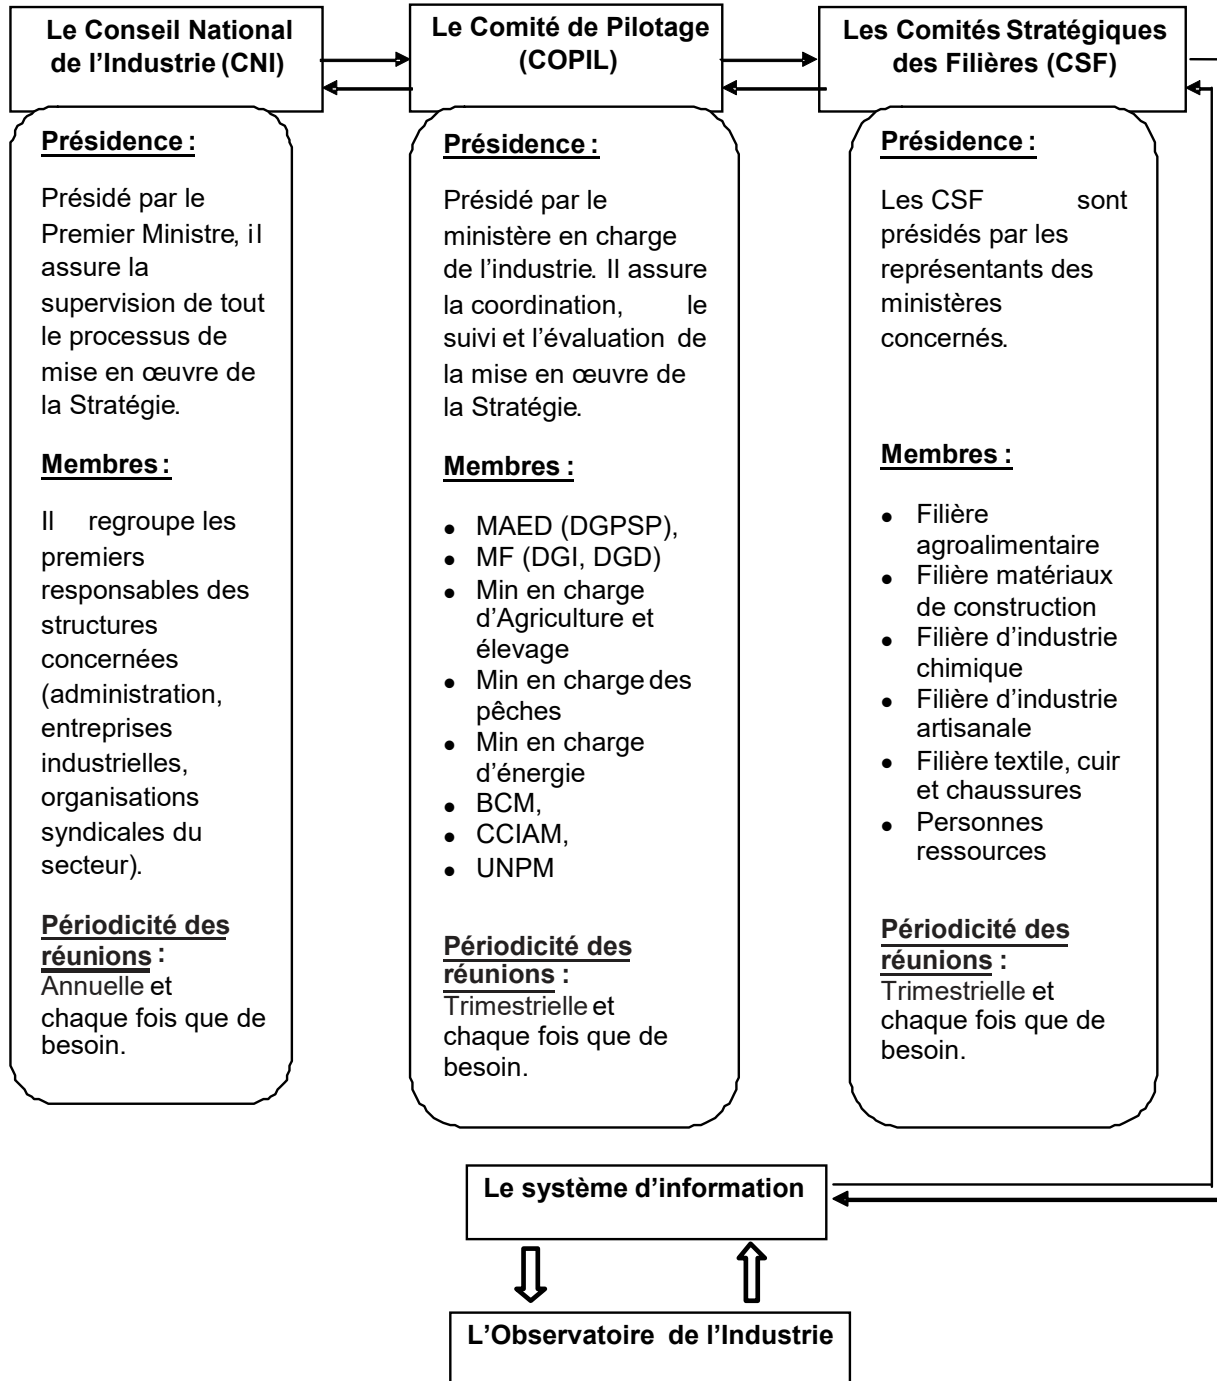 Le Conseil National
de l’Industrie (CNI)
Le Comité de Pilotage
(COPIL)
Les Comités Stratégiques
des Filières (CSF)
Présidence :
Présidé par le
Premier Ministre, il
assure la
supervision de tout
le processus de
mise en œuvre de
la Stratégie.
Membres :
Il regroupe les
premiers
responsables des
structures
concernées
(administration,
entreprises
industrielles,
organisations
syndicales du
secteur).
Périodicité des
réunions :
Annuelle et
chaque fois que de
besoin.
Présidence :
Présidé par le
ministère en charge
de l’industrie. Il assure
la coordination, le
suivi et l’évaluation de
la mise en œuvre de
la Stratégie.
Membres :
• MAED (DGPSP),
• MF (DGI, DGD)
• Min en charge
d’Agriculture et
élevage
• Min en charge des
pêches
• Min en charge
d’énergie
• BCM,
• CCIAM,
• UNPM
Périodicité des
réunions :
Trimestrielle et
chaque fois que de
besoin.
Présidence :
Les CSF sont
présidés par les
représentants des
ministères
concernés.
Membres :
• Filière
agroalimentaire
• Filière matériaux
de construction
• Filière d’industrie
chimique
• Filière d’industrie
artisanale
• Filière textile, cuir
et chaussures
• Personnes
ressources
Périodicité des
réunions :
Trimestrielle et
chaque fois que de
besoin.
Le système d’information
L’Observatoire de l’Industrie